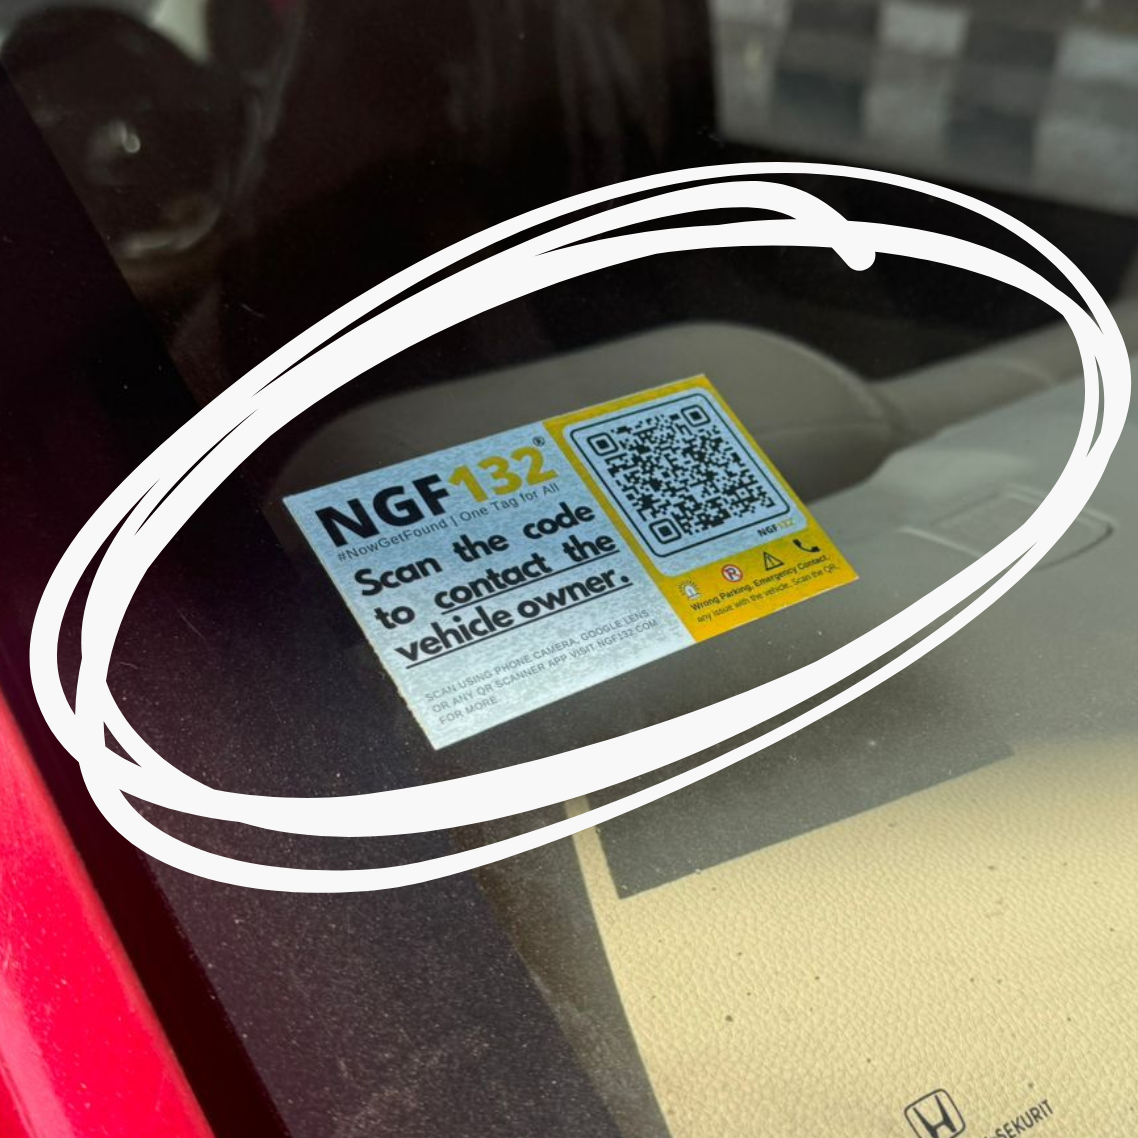 NGF132®
#NowGetFound | One Tag for All
Scan the code
to contact the
vehicle owner.
SCAN USING PHONE CAMERA, GOOGLE LENS
OR ANY QR SCANNER APP VISIT NGF132.COM
FOR MORE.
NGF132
Wrong Parking, Emergency Contact,
any issue with the vehicle. Scan the QR.
SEKURIT